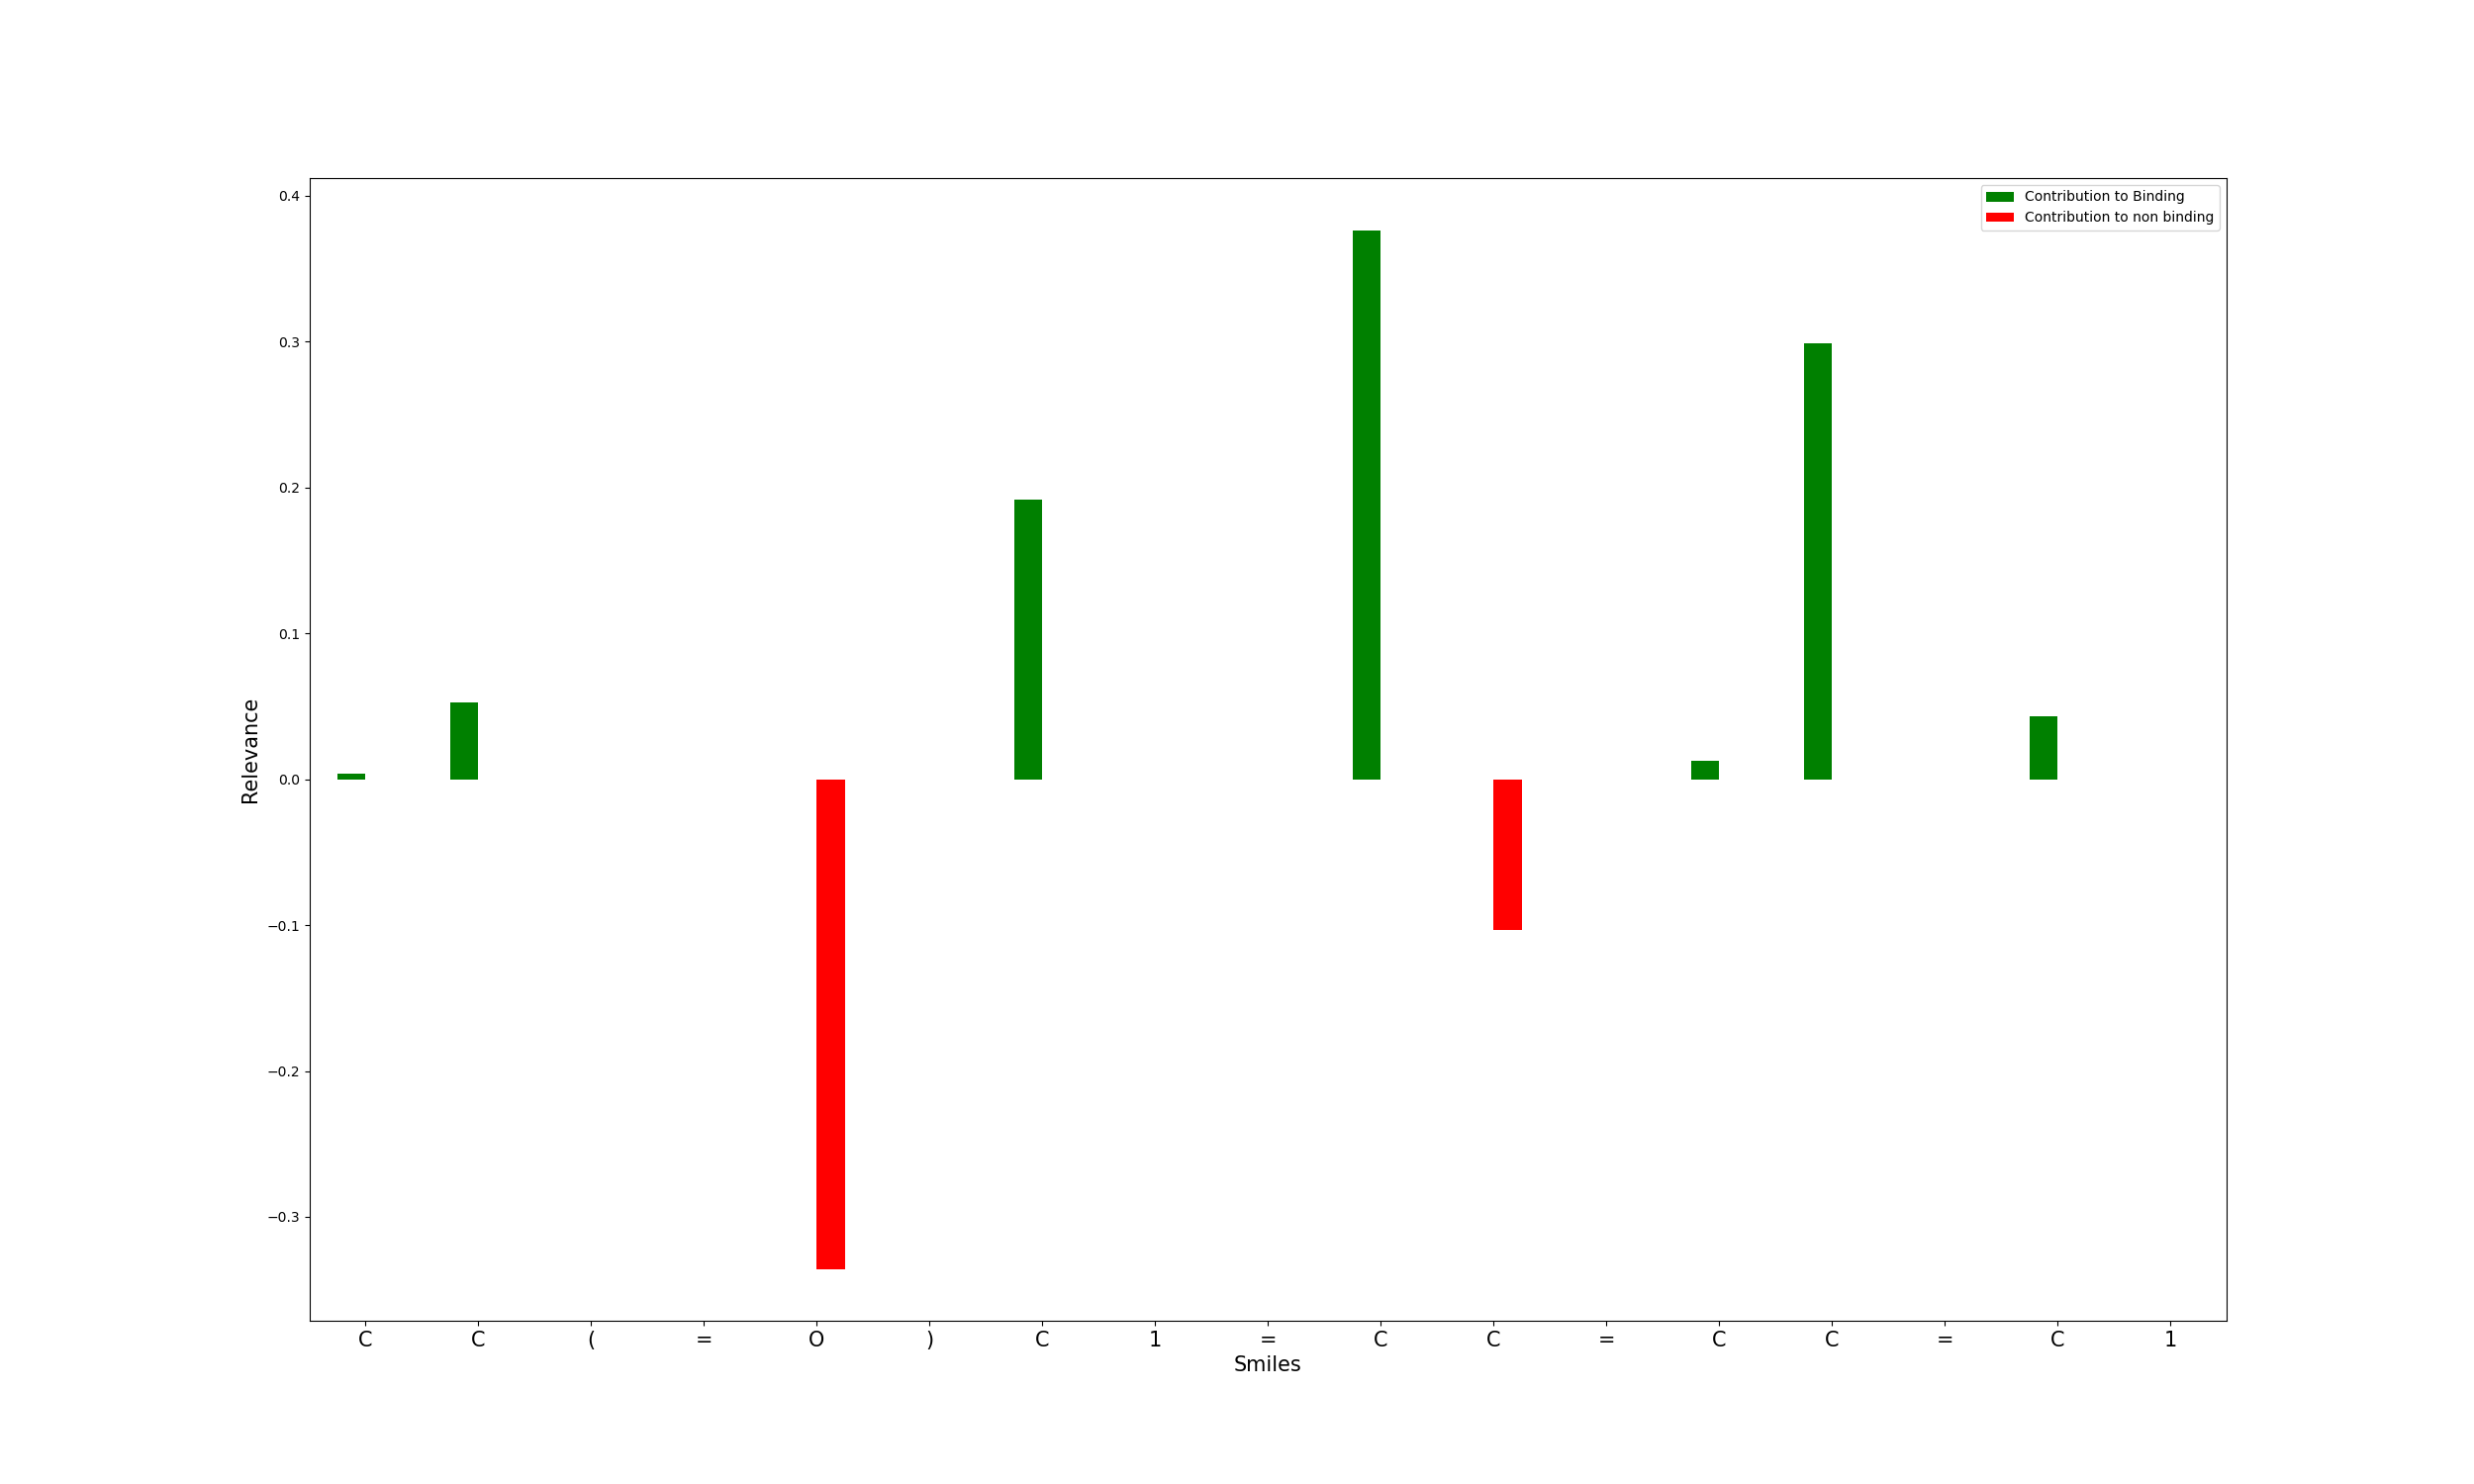 Contribution to Binding
Contribution to non binding
0.4
0.3
0.2
0.1
0.0
−0.1
−0.2
−0.3
Relevance
C C ( = O ) C 1 = C C = C C = C 1
Smiles